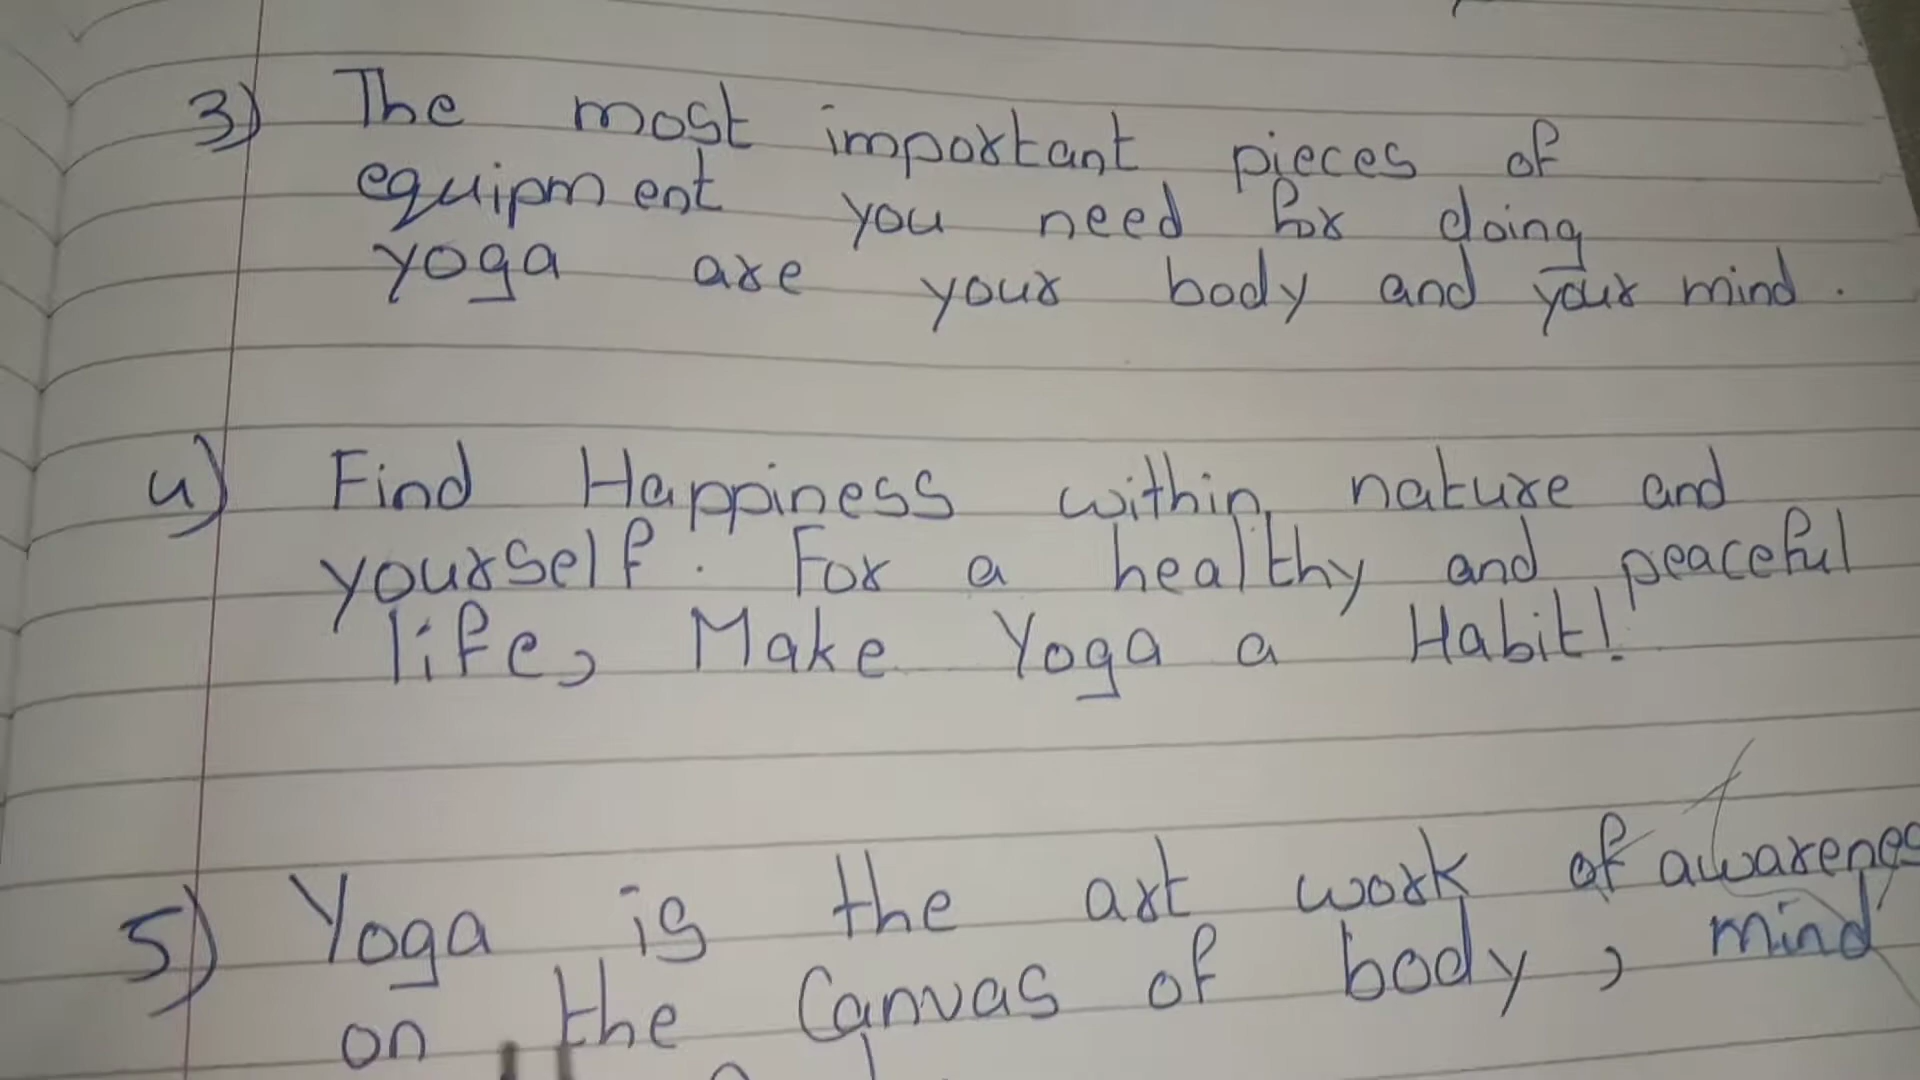 3) The most important pieces of
equipment you need for doing
yoga are your body and your mind.
4) Find Happiness within nature and
yourself. For a healthy and peaceful
life, Make Yoga a Habit!
5) Yoga is the art work of awarenes
on the Canvas of body, mind